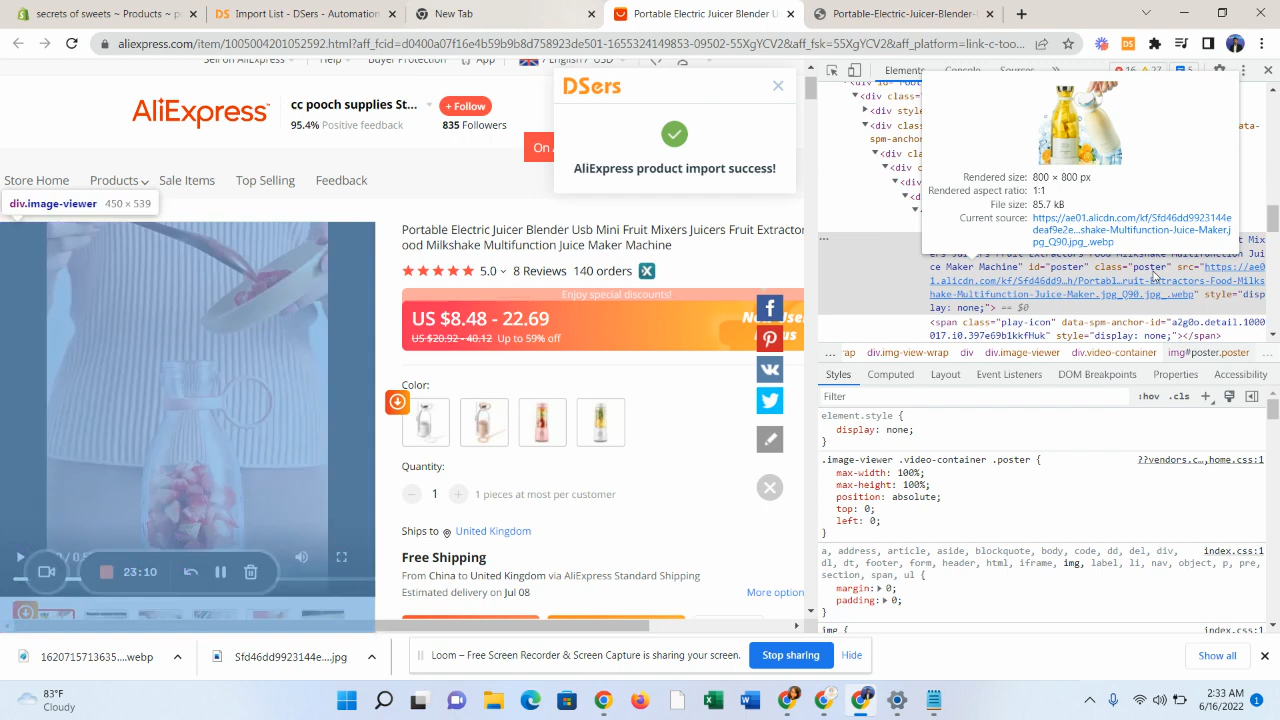 secrets of "secrets" · S...
DSers - Import List - DSers
New Tab
Portable Electric Juicer Blender
Portable-Electric-Blender-
aliexpress.com/item/1005004201052592.html?aff_fcid=
Help
Buyer Protection
App
English
AliExpress
cc pooch supplies St...
+ Follow
95.4% Positive feedback
835 Followers
DSers
AliExpress product import success!
On
Store Home
Products
Sale Items
Top Selling
Feedback
div.image-viewer 450 × 539
Portable Electric Juicer Blender Usb Mini Fruit Mixers Juicers Fruit Extractor
ood Milkshake Multifunction Juice Maker Machine
5.0
8 Reviews
140 orders
Enjoy special discounts!
US $8.48 - 22.69
US $20.92 - 40.12 Up to 59% off
Color:
Quantity:
1
1 pieces at most per customer
Ships to
United Kingdom
Free Shipping
From China to United Kingdom via AliExpress Standard Shipping
Estimated delivery on Jul 08
More option
23:10
Elements
Console
Sources
16
28
5
Rendered size: 800 × 800 px
Rendered aspect ratio: 1:1
File size: 85.7 kB
Current source: https://ae01.alicdn.com/kf/Sfd46dd9923144e
deaf9e2e...shake-Multifunction-Juice-Maker.j
pg_Q90.jpg_.webp
ce Maker Machine" id="poster" class="poster" src="https://ae0
1.alicdn.com/kf/Sfd46dd9...h/Portabl...ruit-Extractors-Food-Milks
hake-Multifunction-Juice-Maker.jpg_Q90.jpg_.webp" style="disp
lay: none;"> == $0
<span class="play-icon" data-spm-anchor-id="a2g0o.detail.1000
017.i0.397e69b1kkfHuk" style="display: none;"></span>
rap
div.img-view-wrap
div
div.image-viewer
div.video-container
img#poster.poster
Styles
Computed
Layout
Event Listeners
DOM Breakpoints
Properties
Accessibility
Filter
:hov .cls
element.style {
display: none;
}
.image-viewer .video-container .poster {
??vendors.c...,home.css:1
max-width: 100%;
max-height: 100%;
position: absolute;
top: 0;
left: 0;
}
a, address, article, aside, blockquote, body, code, dd, del, div,
index.css:1
dl, dt, footer, form, header, html, iframe, img, label, li, nav, object, p, pre,
section, span, ul {
margin: 0;
padding: 0;
}
img {
index.css:1
1620715713635....webp
Sfd46dd9923144e....jpg
Loom – Free Screen Recorder & Screen Capture is sharing your screen.
Stop sharing
Hide
Show all
83°F
Cloudy
2:33 AM
6/16/2022
1